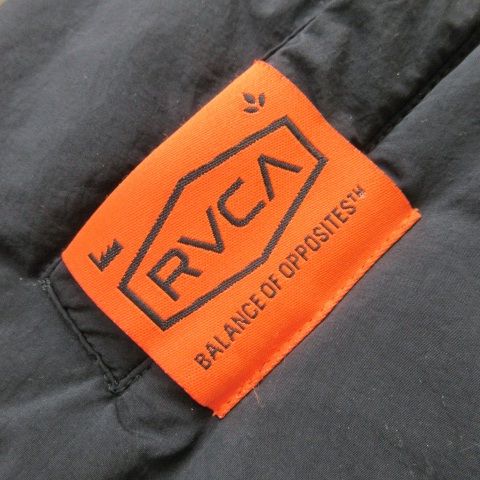 RVCA
BALANCE OF OPPOSITES™